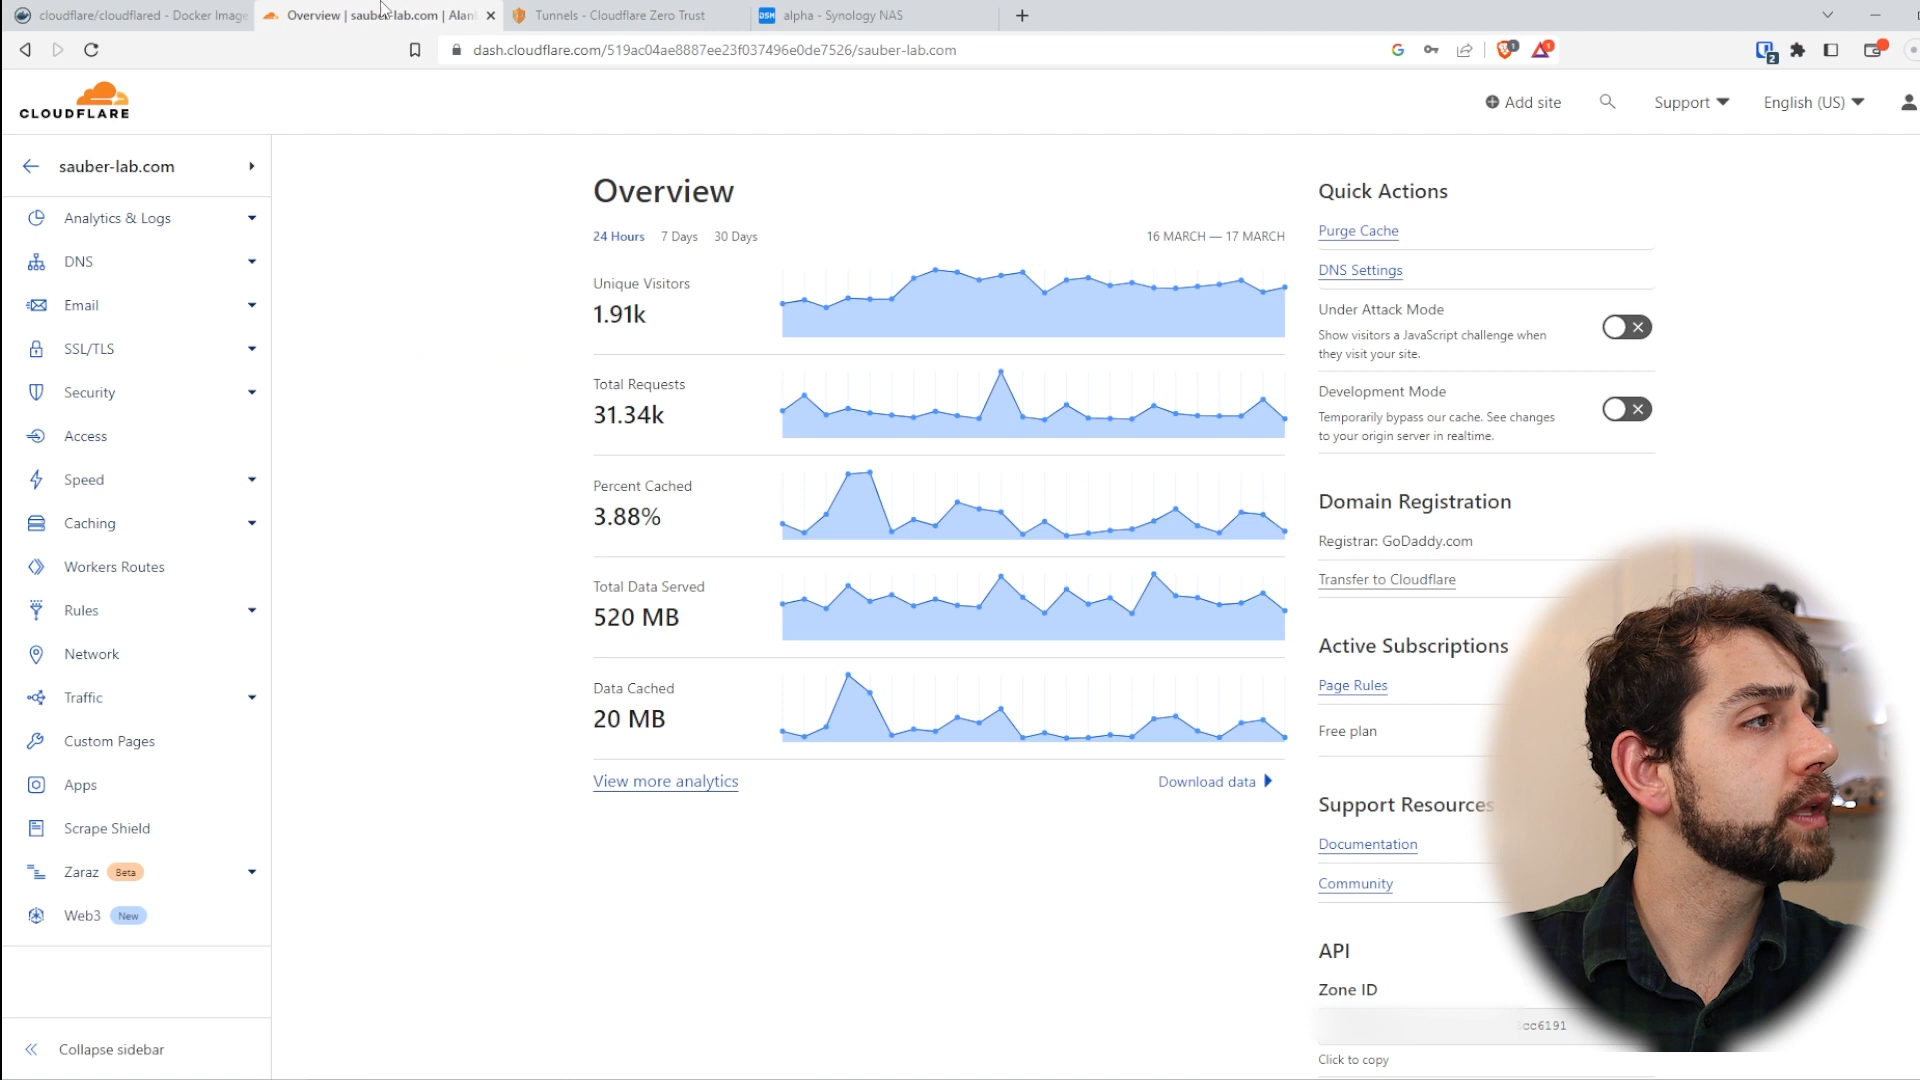 cloudflare/cloudflared - Docker Image
Overview | sauber-lab.com | Alan
Tunnels - Cloudflare Zero Trust
DSM
alpha - Synology NAS
dash.cloudflare.com/519ac04ae8887ee23f037496e0de7526/sauber-lab.com
G
1
1
2
CLOUDFLARE
Add site
Support
English (US)
sauber-lab.com
Analytics & Logs
DNS
Email
SSL/TLS
Security
Access
Speed
Caching
Workers Routes
Rules
Network
Traffic
Custom Pages
Apps
Scrape Shield
Zaraz Beta
Web3 New
Collapse sidebar
Overview
24 Hours 7 Days 30 Days
16 MARCH — 17 MARCH
Unique Visitors
1.91k
Total Requests
31.34k
Percent Cached
3.88%
Total Data Served
520 MB
Data Cached
20 MB
View more analytics
Download data
Quick Actions
Purge Cache
DNS Settings
Under Attack Mode
Show visitors a JavaScript challenge when
they visit your site.
Development Mode
Temporarily bypass our cache. See changes
to your origin server in realtime.
Domain Registration
Registrar: GoDaddy.com
Transfer to Cloudflare
Active Subscriptions
Page Rules
Free plan
Support Resources
Documentation
Community
API
Zone ID
cc6191
Click to copy